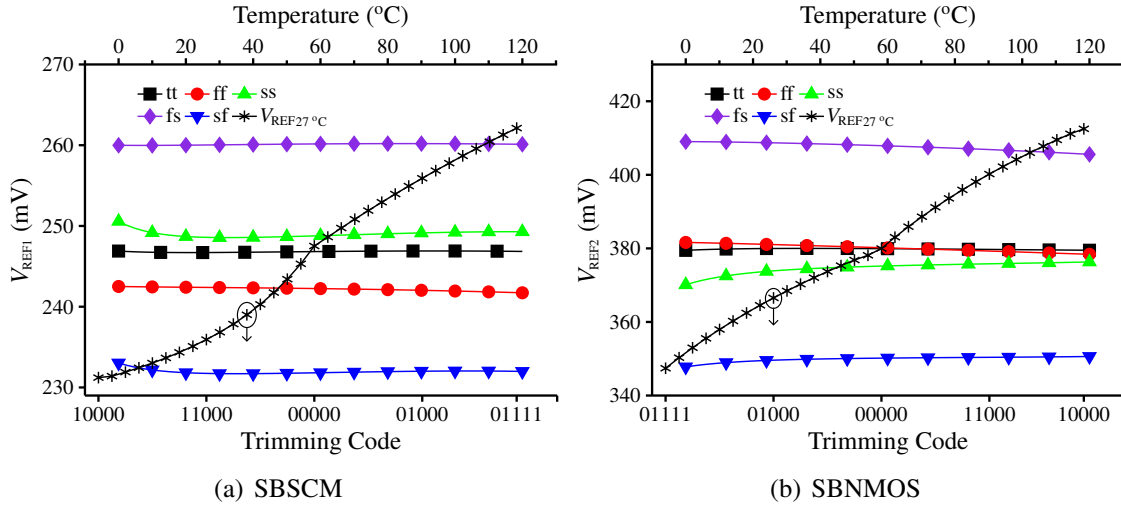 Temperature (°C)
0 20 40 60 80 100 120
270
260
250
240
230
V_REF1 (mV)
tt ff ss
fs sf V_REF27 °C
10000 11000 00000 01000 01111
Trimming Code
(a) SBSCM
Temperature (°C)
0 20 40 60 80 100 120
420
400
380
360
340
V_REF2 (mV)
tt ff ss
fs sf V_REF27 °C
01111 01000 00000 11000 10000
Trimming Code
(b) SBNMOS